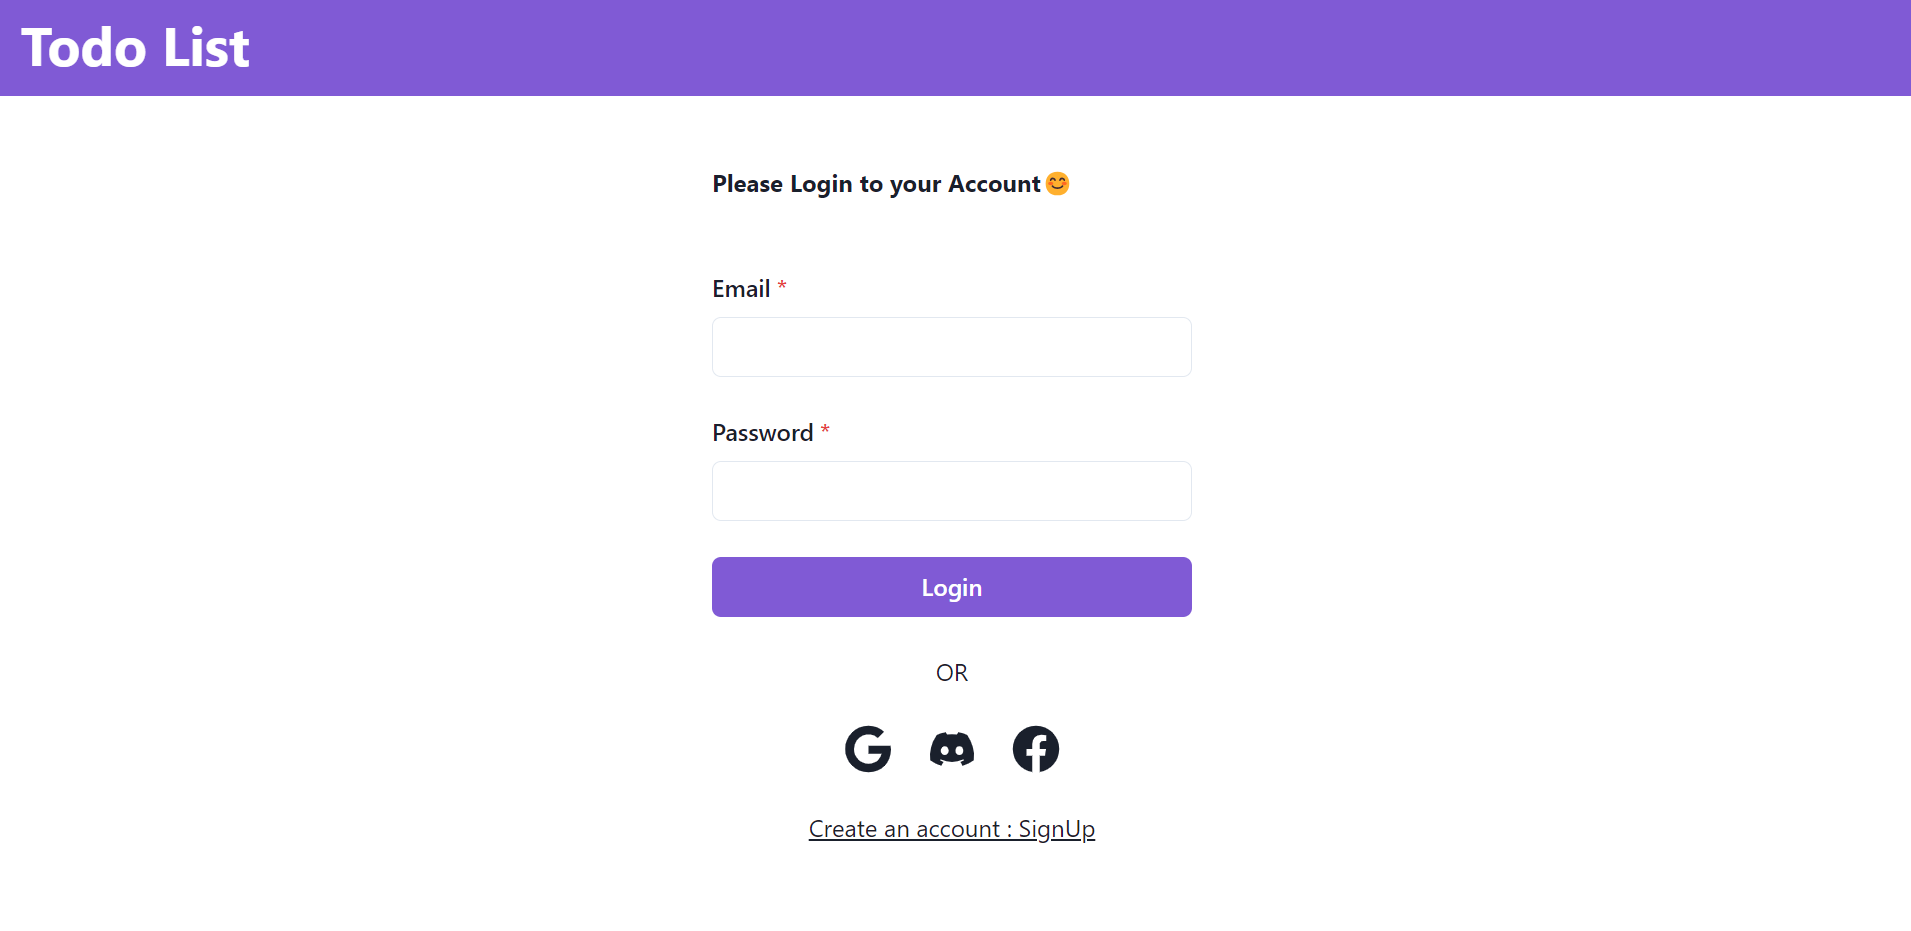 Todo List
Please Login to your Account😊
Email *
Password *
Login
OR
Create an account : SignUp